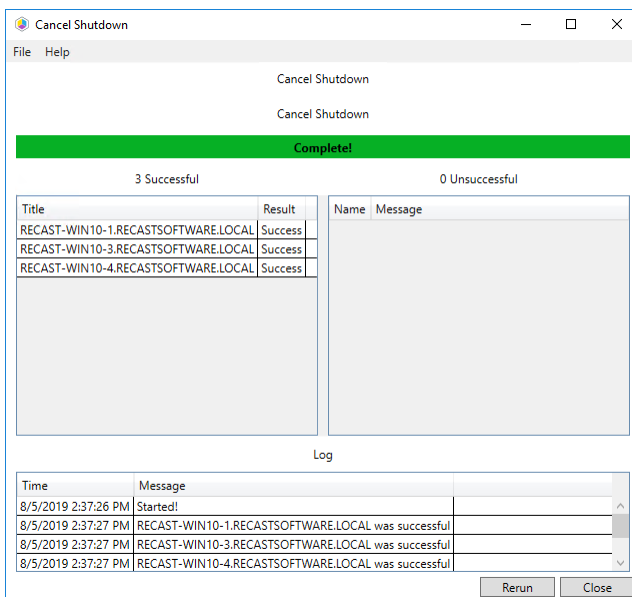 Cancel Shutdown
File Help
Cancel Shutdown
Cancel Shutdown
Complete!
3 Successful
0 Unsuccessful
Title Result
RECAST-WIN10-1.RECASTSOFTWARE.LOCAL Success
RECAST-WIN10-3.RECASTSOFTWARE.LOCAL Success
RECAST-WIN10-4.RECASTSOFTWARE.LOCAL Success
Name Message
Log
Time Message
8/5/2019 2:37:26 PM Started!
8/5/2019 2:37:27 PM RECAST-WIN10-1.RECASTSOFTWARE.LOCAL was successful
8/5/2019 2:37:27 PM RECAST-WIN10-3.RECASTSOFTWARE.LOCAL was successful
8/5/2019 2:37:27 PM RECAST-WIN10-4.RECASTSOFTWARE.LOCAL was successful
Rerun Close